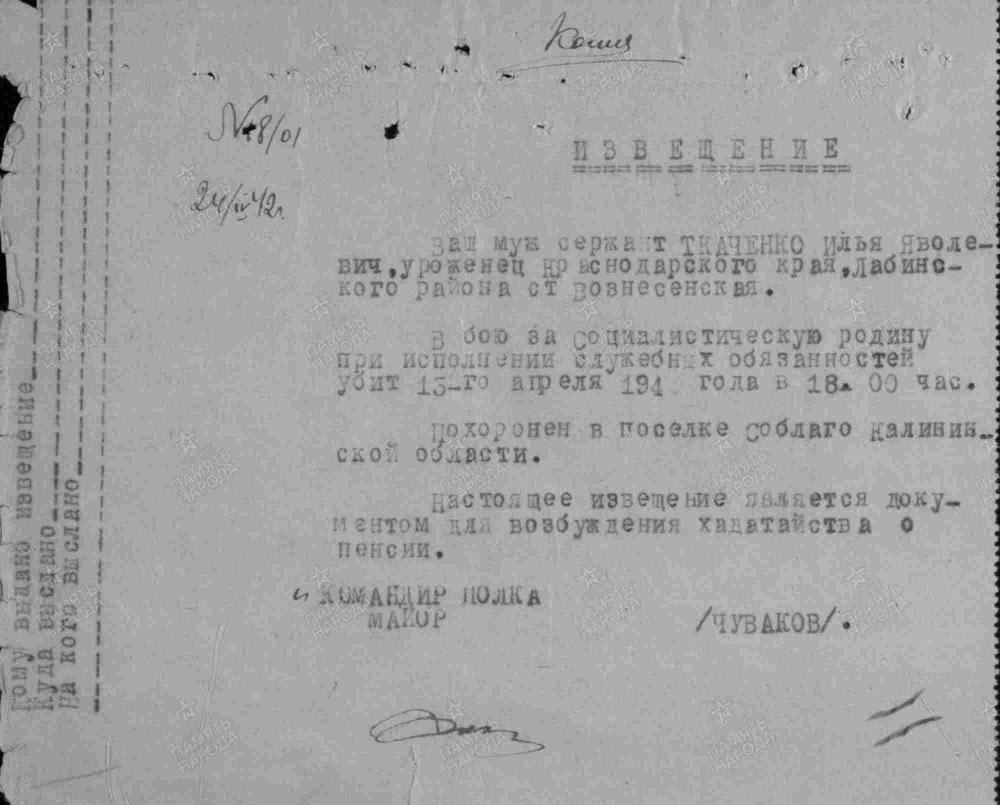 Копия
№ 8/01
24/IV 42г.
ИЗВЕЩЕНИЕ
Ваш муж сержант ТКАЧЕНКО Илья Яволе-
вич, уроженец Краснодарского края, Лабинс-
кого района ст Вознесенская.
В бою за Социалистическую родину
при исполнении служебных обязанностей
убит 15-го апреля 194 года в 18 00 час.
Похоронен в поселке Соблаго Калинин-
ской области.
Настоящее извещение является доку-
ментом для возбуждения хадатайства о
пенсии.
КОМАНДИР ПОЛКА
МАЙОР /ЧУВАКОВ/.
Кому выдано извещение
Куда выслано
На кого выслано
ПАМЯТЬ НАРОДА